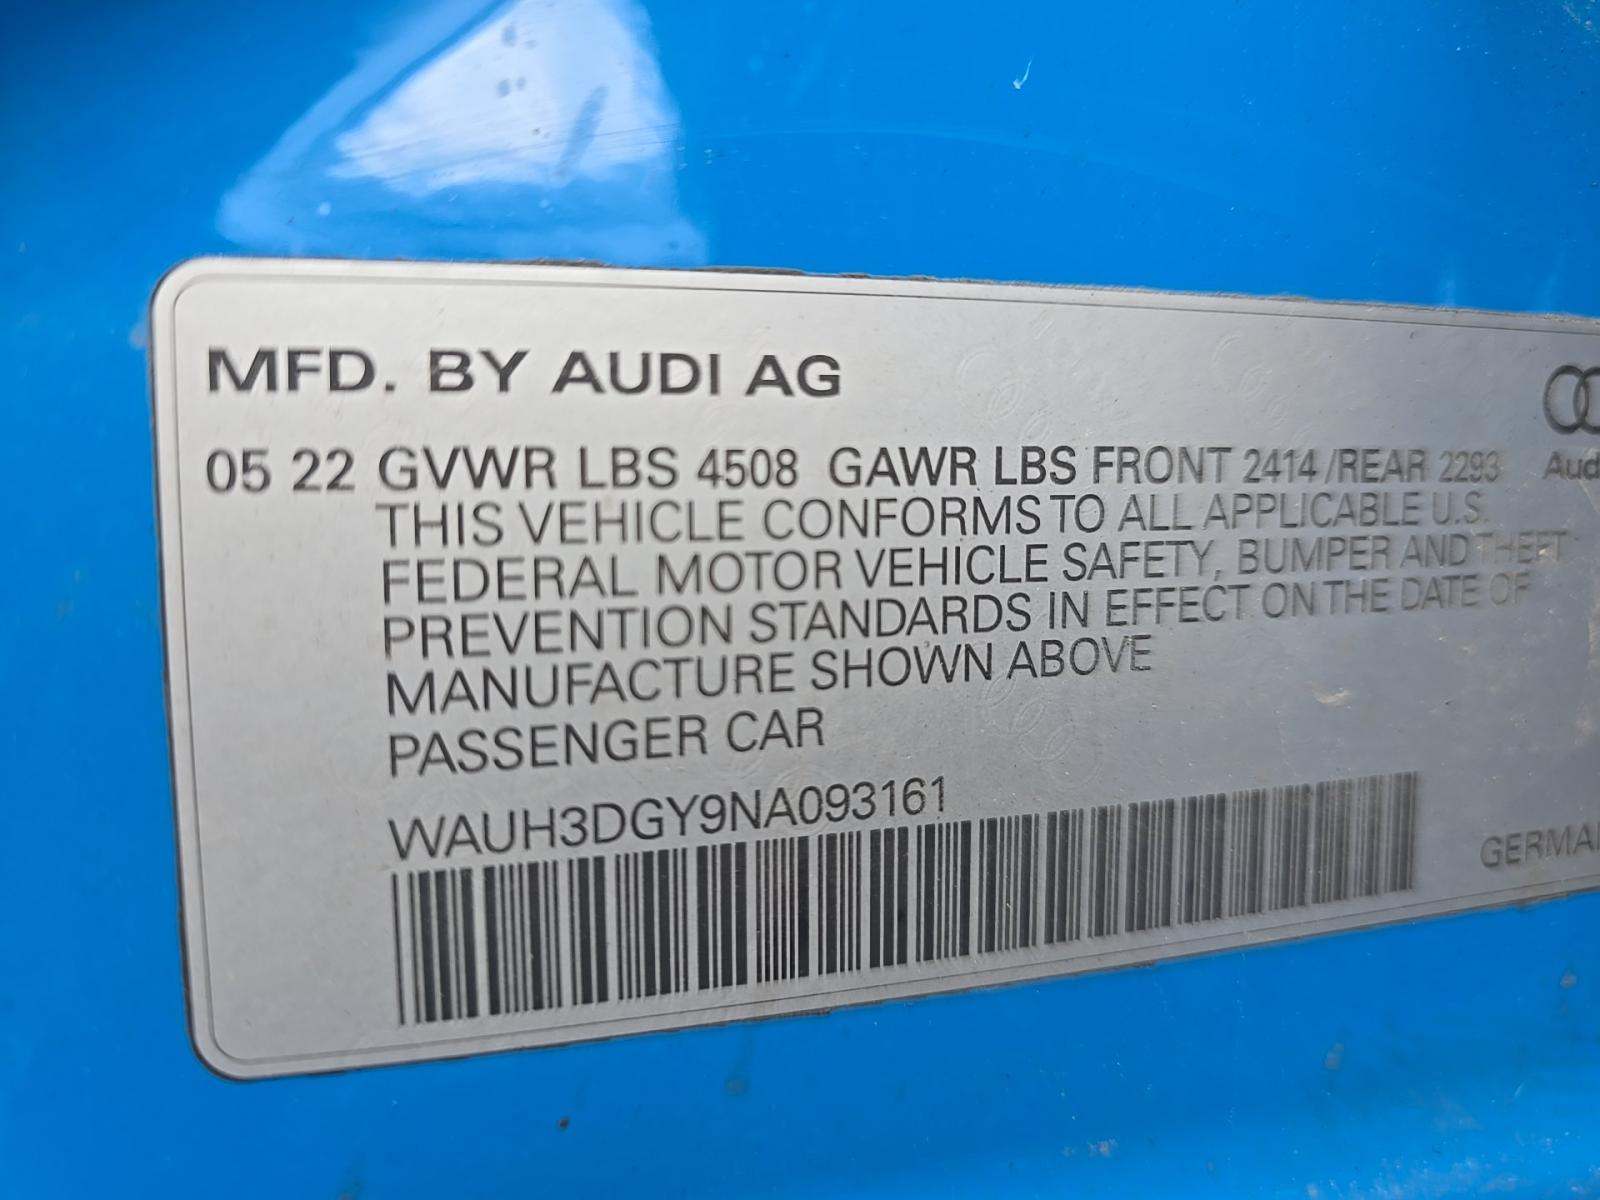 MFD. BY AUDI AG
05 22 GVWR LBS 4508 GAWR LBS FRONT 2414/REAR 2293
THIS VEHICLE CONFORMS TO ALL APPLICABLE U.S.
FEDERAL MOTOR VEHICLE SAFETY, BUMPER AND THEFT
PREVENTION STANDARDS IN EFFECT ON THE DATE OF
MANUFACTURE SHOWN ABOVE
PASSENGER CAR
WAUH3DGY9NA093161
Aud
GERMA